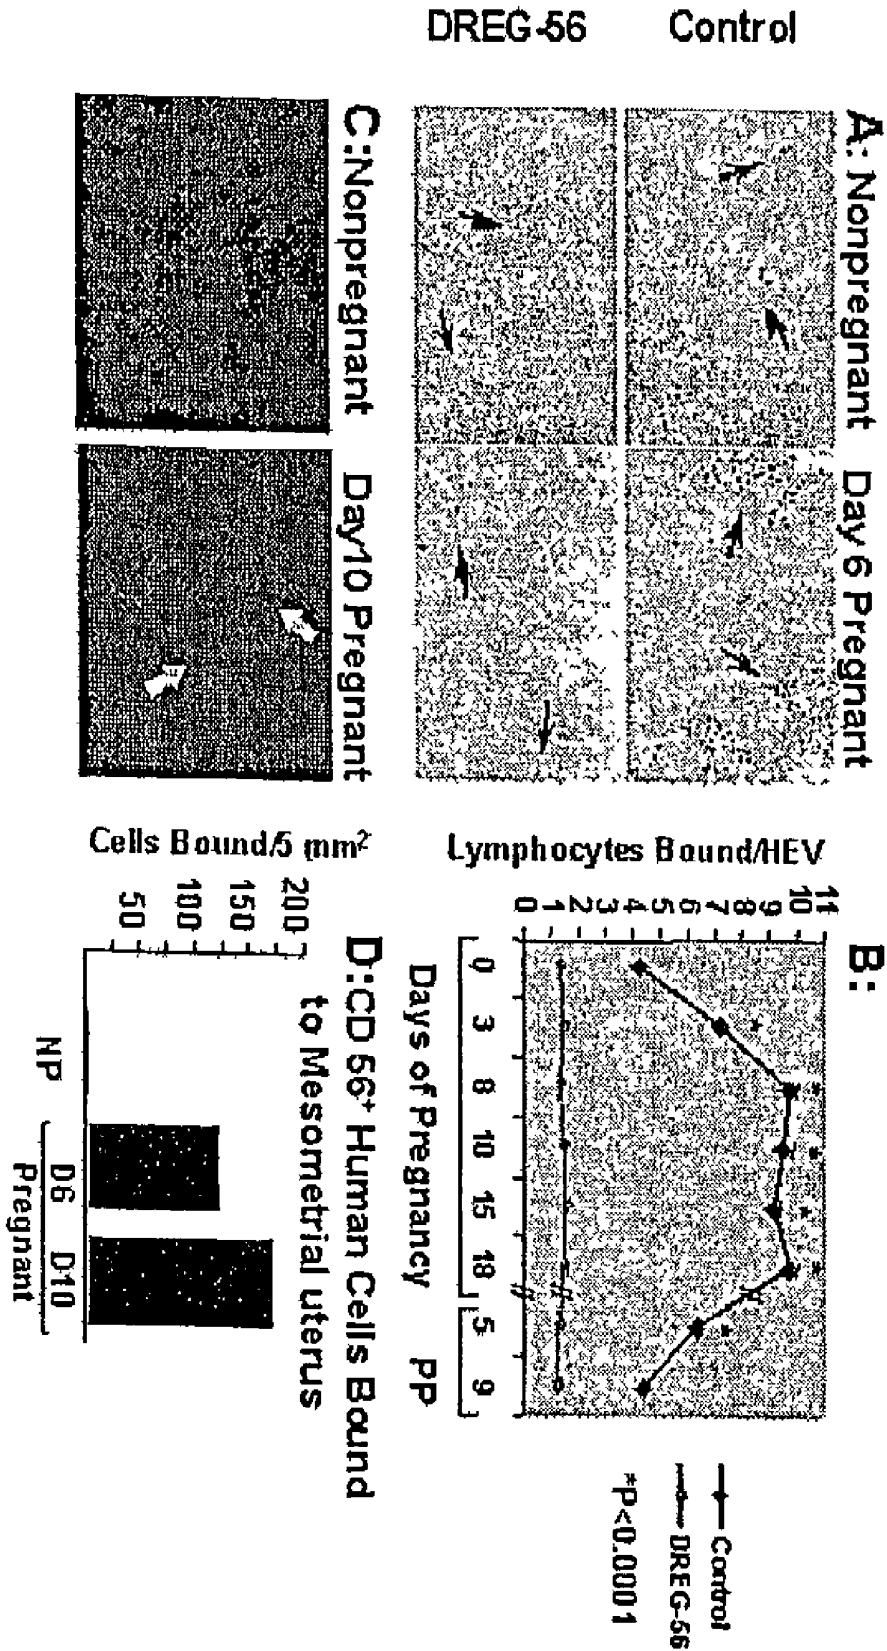 A: Nonpregnant
Day 6 Pregnant
Control
DREG-56
C:Nonpregnant
Day10 Pregnant
B:
Lymphocytes Bound/HEV
11
10
9
8
7
6
5
4
3
2
1
0
0 3 8 10 15 18 5 9
Days of Pregnancy PP
* * * * * *
Control
DREG-56
*P<0.0001
D:CD 56+ Human Cells Bound
to Mesometrial uterus
Cells Bound/5 mm²
200
150
100
50
NP D6 D10
Pregnant